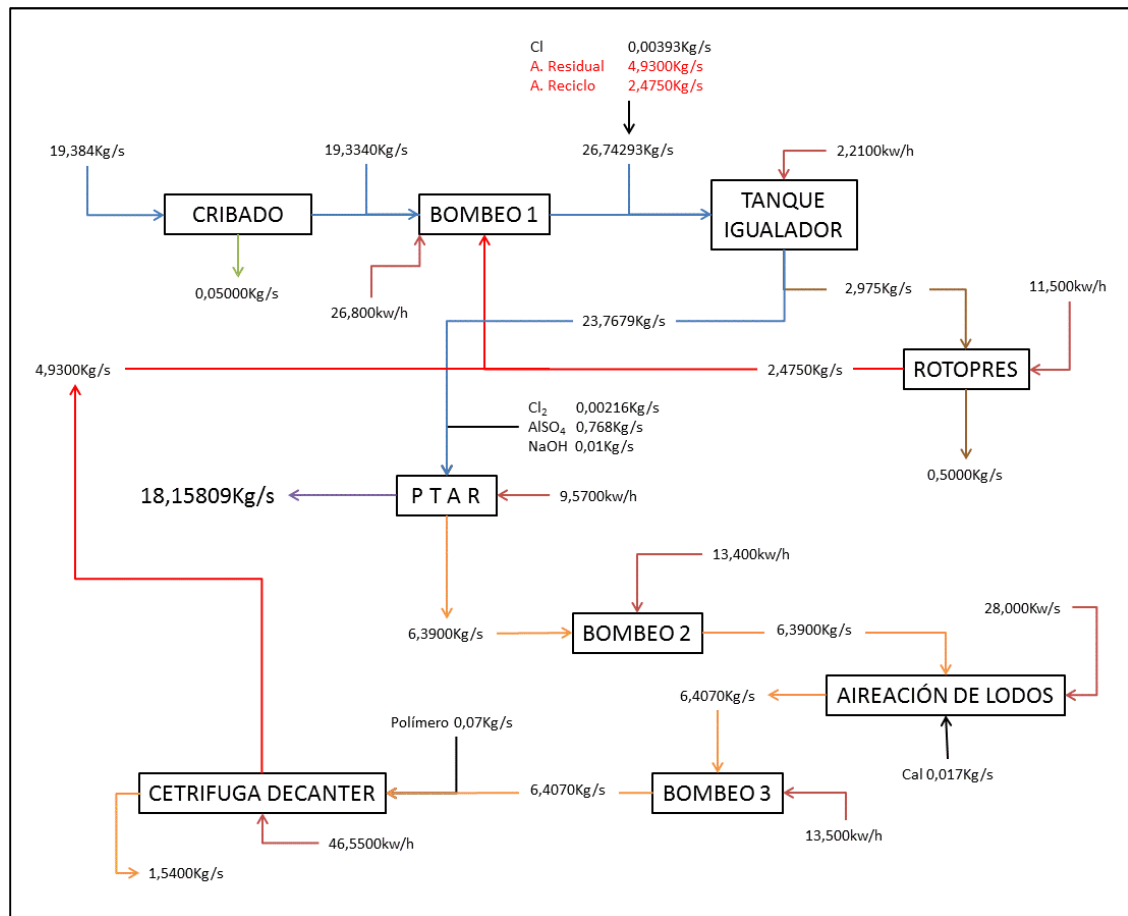 Cl 0,00393Kg/s
A. Residual 4,9300Kg/s
A. Reciclo 2,4750Kg/s
19,384Kg/s
19,3340Kg/s
26,74293Kg/s
2,2100kw/h
CRIBADO
BOMBEO 1
TANQUE
IGUALADOR
0,05000Kg/s
26,800kw/h
2,975Kg/s
11,500kw/h
23,7679Kg/s
4,9300Kg/s
2,4750Kg/s
ROTOPRES
Cl2 0,00216Kg/s
AlSO4 0,768Kg/s
NaOH 0,01Kg/s
0,5000Kg/s
18,15809Kg/s
P T A R
9,5700kw/h
13,400kw/h
28,000Kw/s
6,3900Kg/s
BOMBEO 2
6,3900Kg/s
6,4070Kg/s
AIREACIÓN DE LODOS
Polímero 0,07Kg/s
Cal 0,017Kg/s
CETRIFUGA DECANTER
6,4070Kg/s
BOMBEO 3
46,5500kw/h
13,500kw/h
1,5400Kg/s